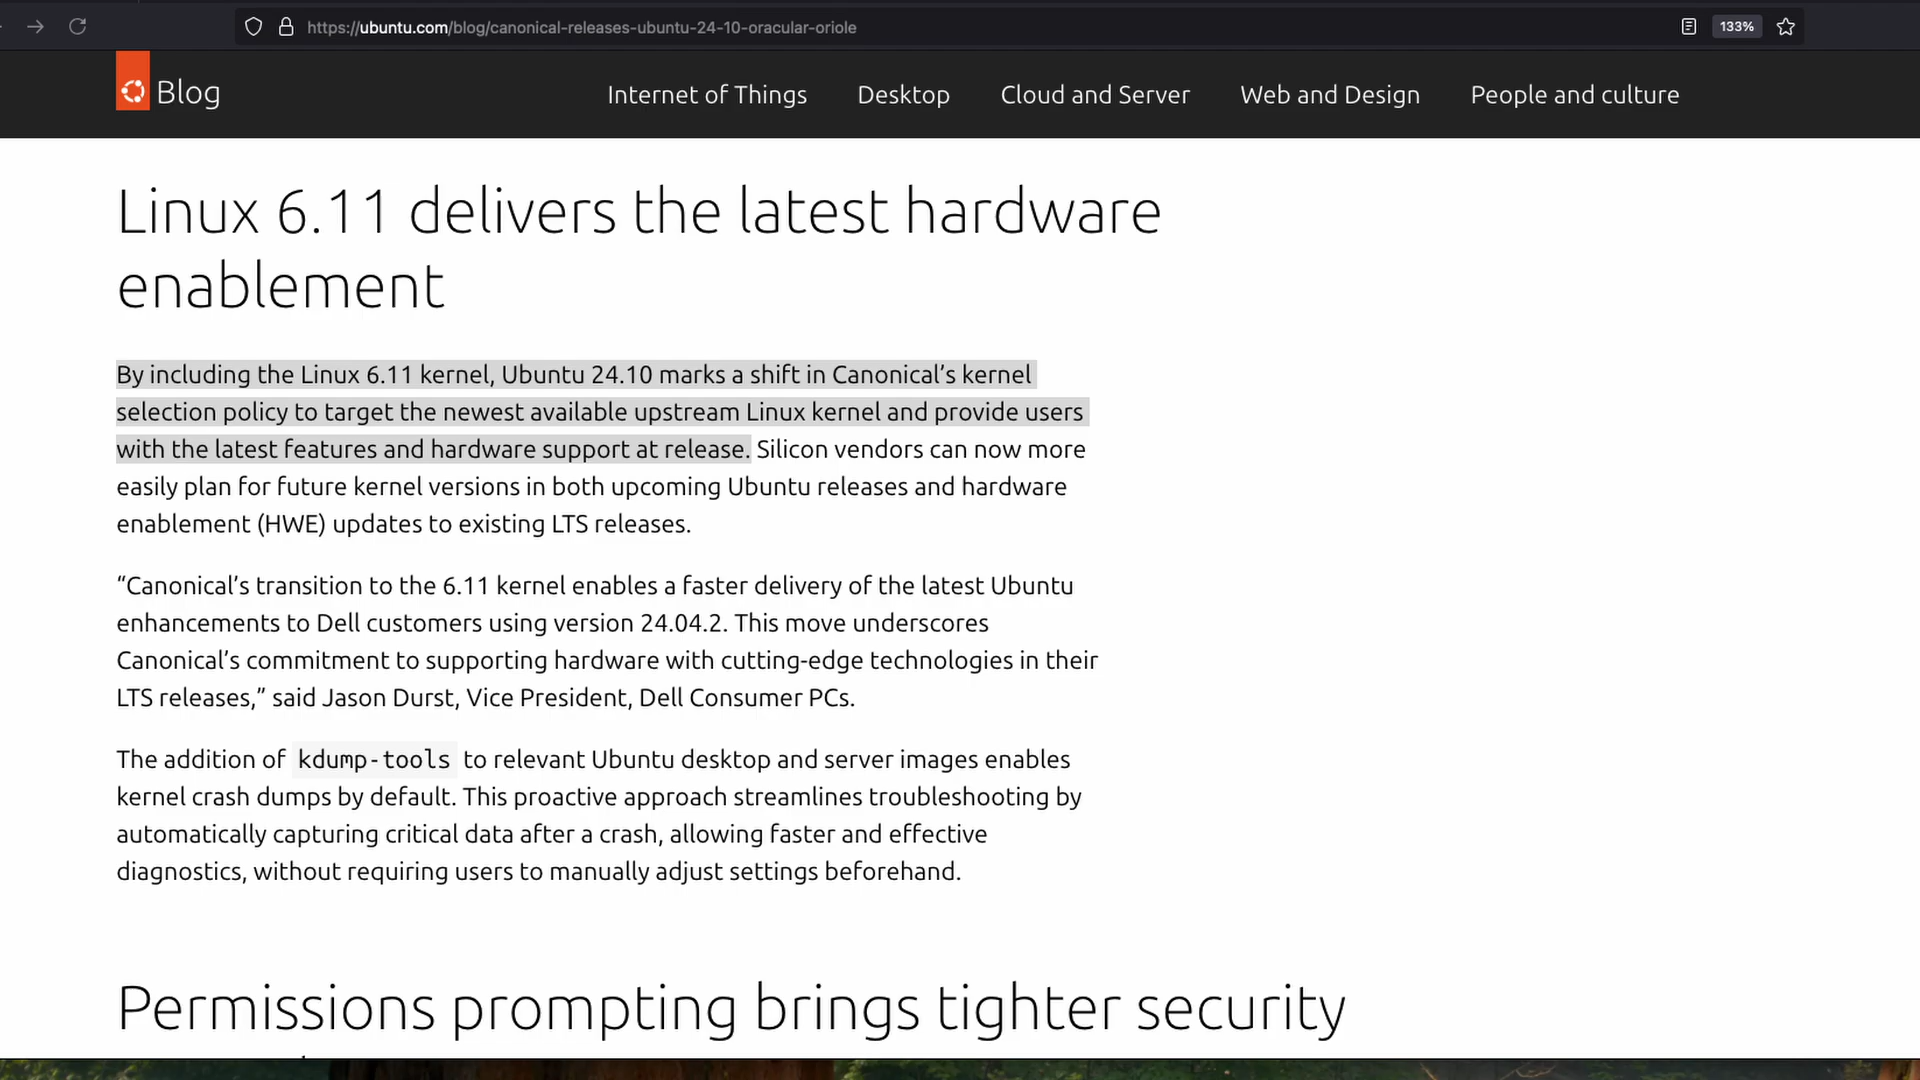 https://ubuntu.com/blog/canonical-releases-ubuntu-24-10-oracular-oriole
133%
Blog
Internet of Things
Desktop
Cloud and Server
Web and Design
People and culture
Linux 6.11 delivers the latest hardware
enablement
By including the Linux 6.11 kernel, Ubuntu 24.10 marks a shift in Canonical’s kernel
selection policy to target the newest available upstream Linux kernel and provide users
with the latest features and hardware support at release. Silicon vendors can now more
easily plan for future kernel versions in both upcoming Ubuntu releases and hardware
enablement (HWE) updates to existing LTS releases.
“Canonical’s transition to the 6.11 kernel enables a faster delivery of the latest Ubuntu
enhancements to Dell customers using version 24.04.2. This move underscores
Canonical’s commitment to supporting hardware with cutting-edge technologies in their
LTS releases,” said Jason Durst, Vice President, Dell Consumer PCs.
The addition of kdump-tools to relevant Ubuntu desktop and server images enables
kernel crash dumps by default. This proactive approach streamlines troubleshooting by
automatically capturing critical data after a crash, allowing faster and effective
diagnostics, without requiring users to manually adjust settings beforehand.
Permissions prompting brings tighter security